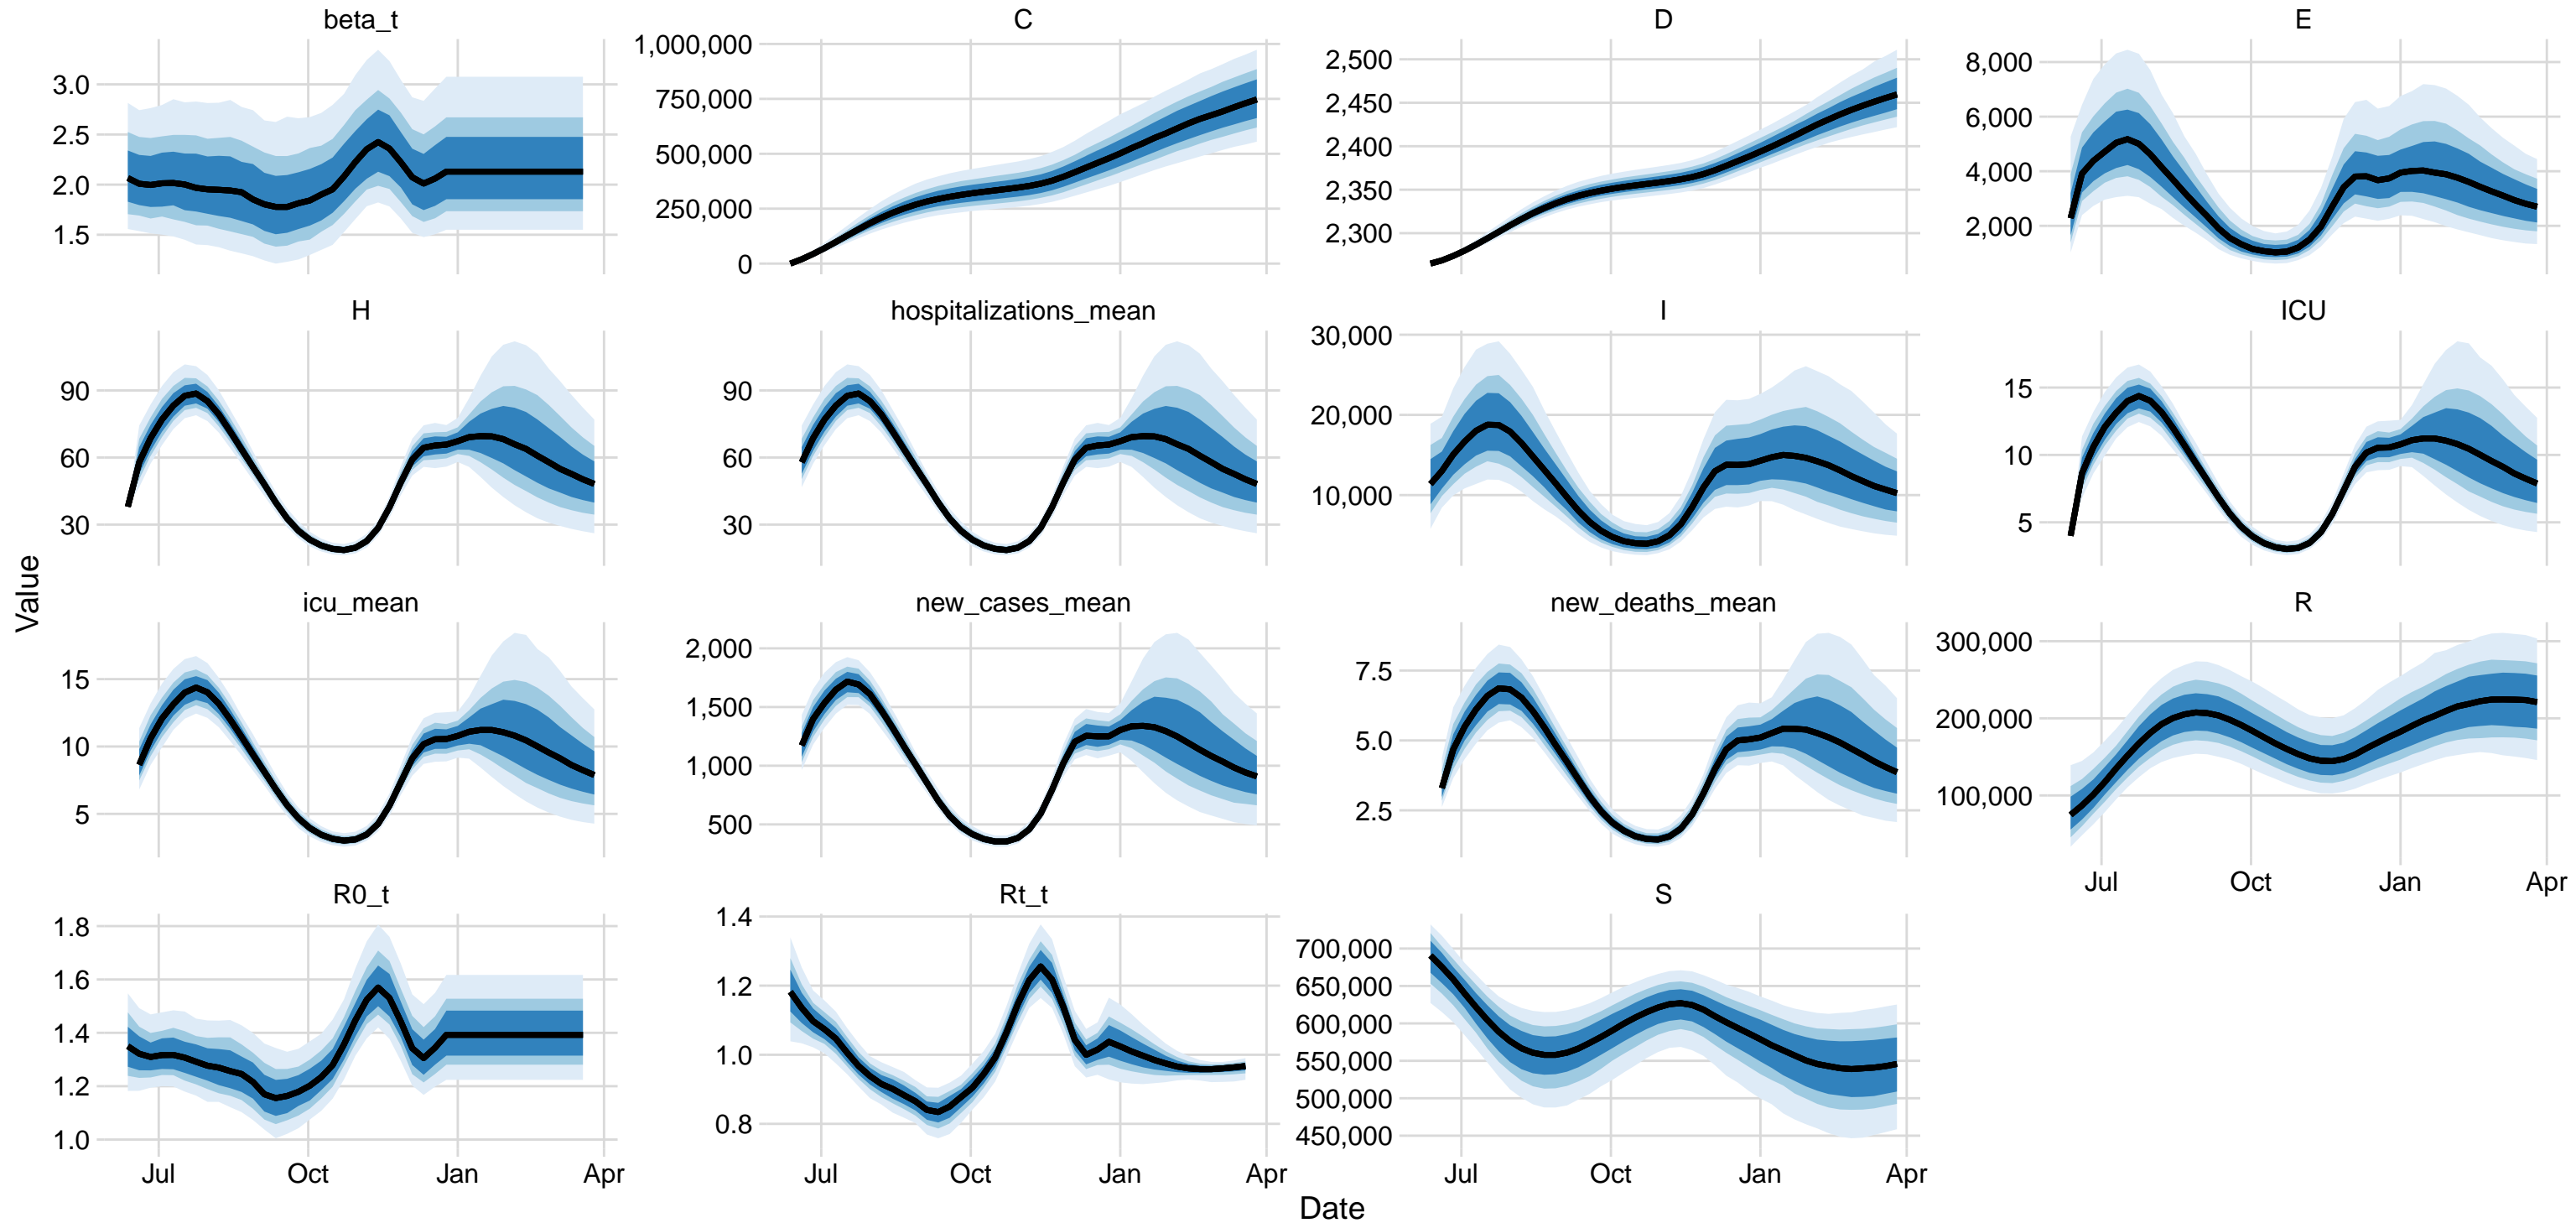 beta_t
C
D
E
3.0
2.5
2.0
1.5
1,000,000
750,000
500,000
250,000
0
2,500
2,450
2,400
2,350
2,300
8,000
6,000
4,000
2,000
H
hospitalizations_mean
I
ICU
90
60
30
90
60
30
30,000
20,000
10,000
15
10
5
icu_mean
new_cases_mean
new_deaths_mean
R
15
10
5
2,000
1,500
1,000
500
7.5
5.0
2.5
300,000
200,000
100,000
Jul Oct Jan Apr
R0_t
Rt_t
S
1.8
1.6
1.4
1.2
1.0
1.4
1.2
1.0
0.8
700,000
650,000
600,000
550,000
500,000
450,000
Jul Oct Jan Apr
Jul Oct Jan Apr
Jul Oct Jan Apr
Value
Date